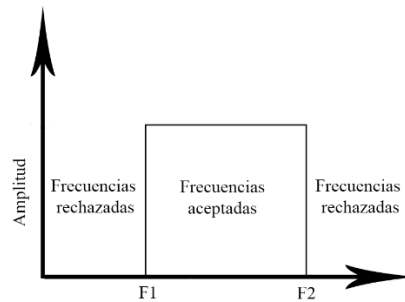 Amplitud
Frecuencias
rechazadas
Frecuencias
aceptadas
Frecuencias
rechazadas
F1
F2